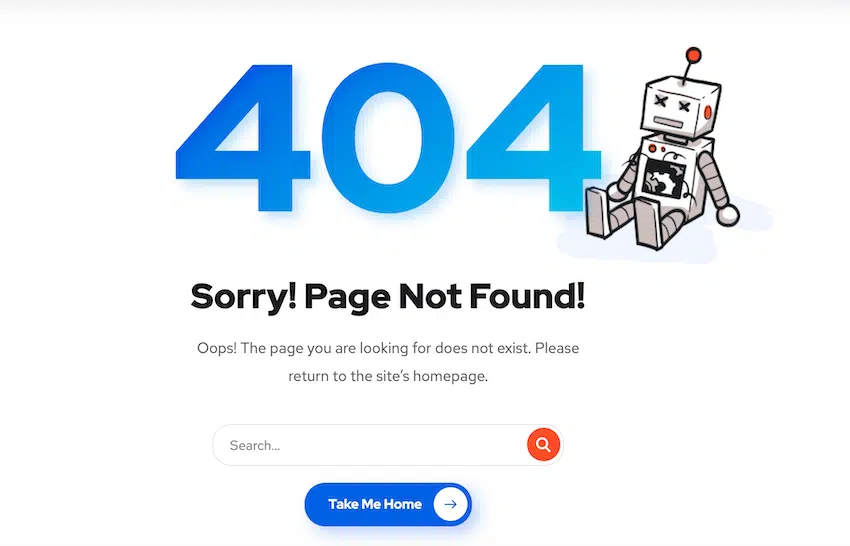 404
Sorry! Page Not Found!
Oops! The page you are looking for does not exist. Please
return to the site’s homepage.
Search...
Take Me Home